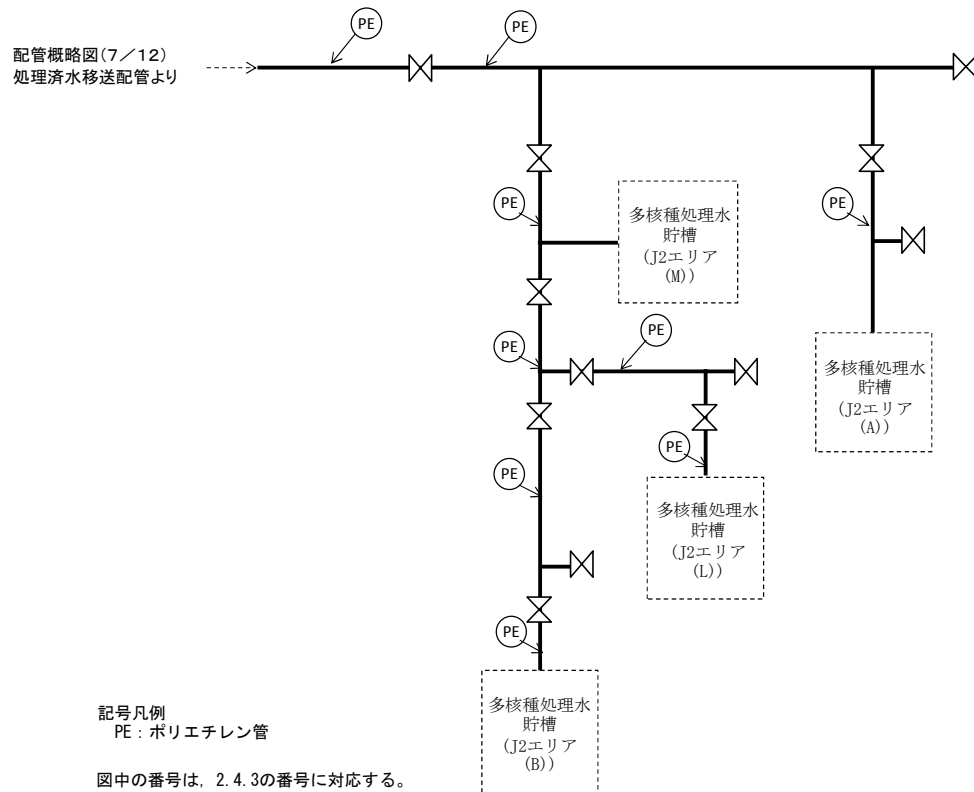 PE
PE
配管概略図(7／12)
処理済水移送配管より
PE
多核種処理水
貯槽
(J2エリア
(M))
PE
PE
PE
多核種処理水
貯槽
(J2エリア
(A))
PE
PE
多核種処理水
貯槽
(J2エリア
(L))
PE
多核種処理水
貯槽
(J2エリア
(B))
記号凡例
PE：ポリエチレン管
図中の番号は，2.4.3の番号に対応する。